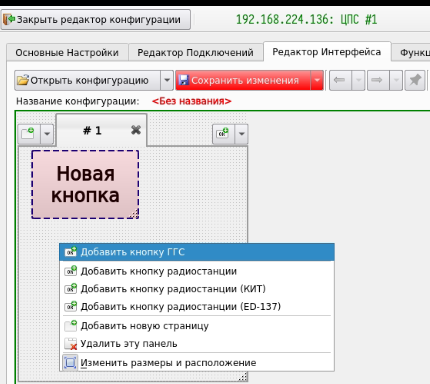 Закрыть редактор конфигурации
192.168.224.136: ЦПС #1
Основные Настройки
Редактор Подключений
Редактор Интерфейса
Функц
Открыть конфигурацию
Сохранить изменения
Название конфигурации: <Без названия>
# 1
Новая
кнопка
Добавить кнопку ГГС
Добавить кнопку радиостанции
Добавить кнопку радиостанции (КИТ)
Добавить кнопку радиостанции (ED-137)
Добавить новую страницу
Удалить эту панель
Изменить размеры и расположение